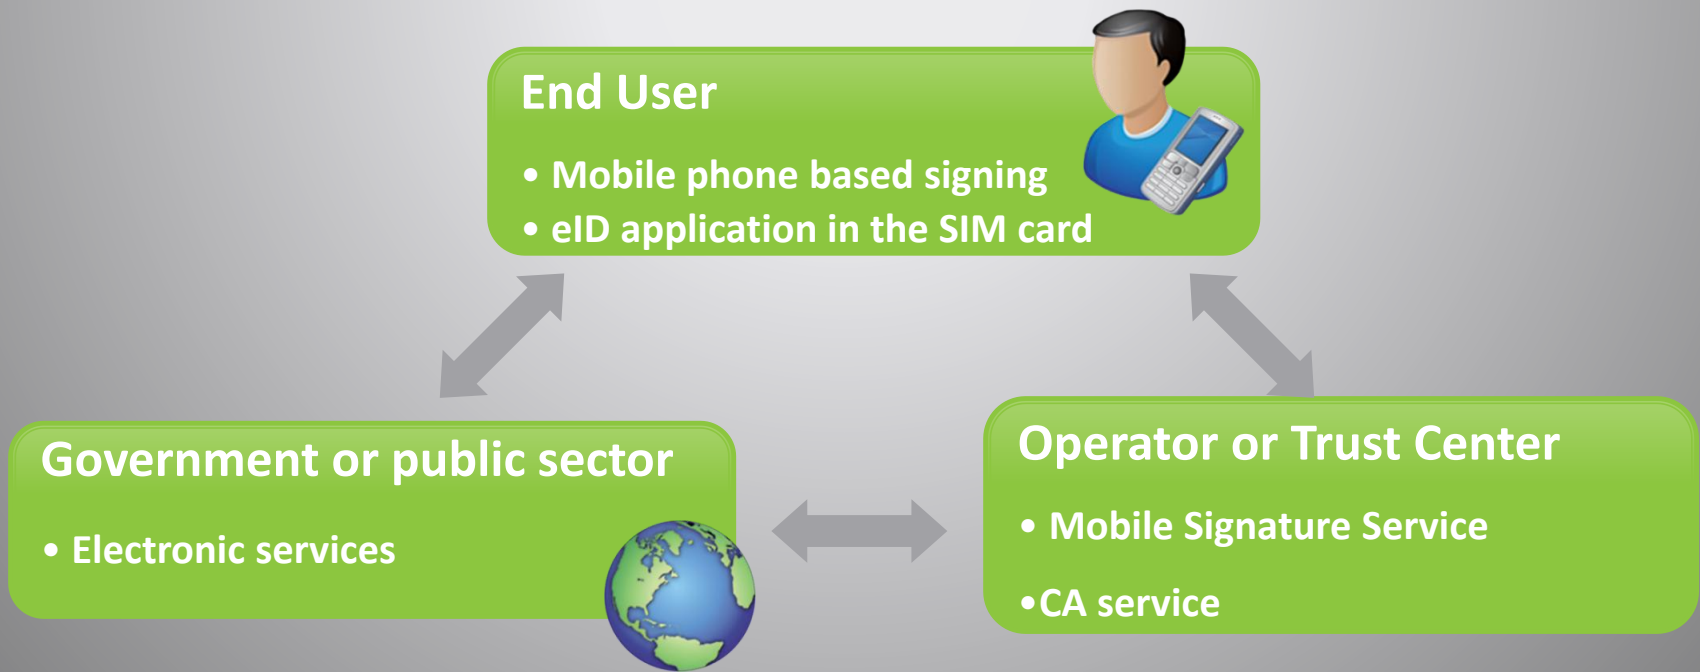 End User
• Mobile phone based signing
• eID application in the SIM card
Government or public sector
• Electronic services
Operator or Trust Center
• Mobile Signature Service
•CA service